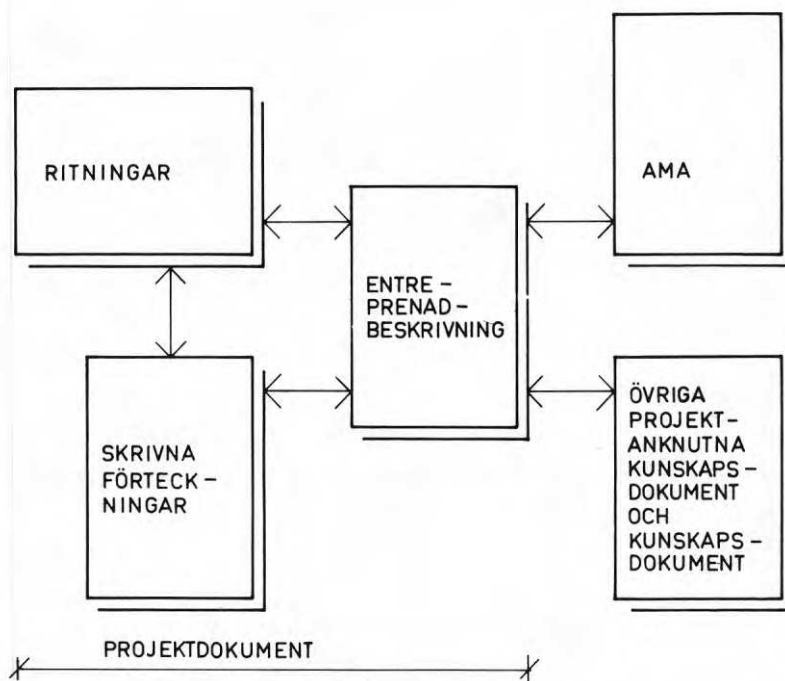 RITNINGAR
AMA
ENTRE-
PRENAD-
BESKRIVNING
SKRIVNA
FÖRTECK-
NINGAR
ÖVRIGA
PROJEKT-
ANKNUTNA
KUNSKAPS-
DOKUMENT
OCH
KUNSKAPS-
DOKUMENT
PROJEKTDOKUMENT